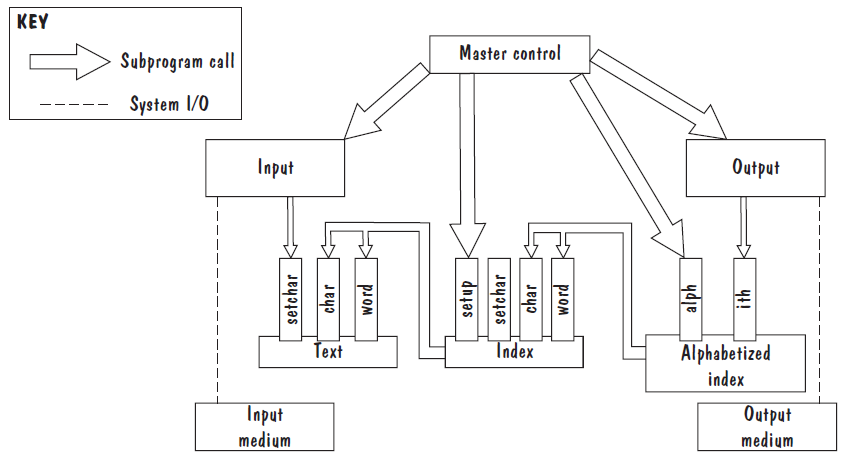 KEY
Subprogram call
System I/O
Master control
Input
Output
setchar
char
word
setup
setchar
char
word
alph
ith
Text
Index
Alphabetized
index
Input
medium
Output
medium